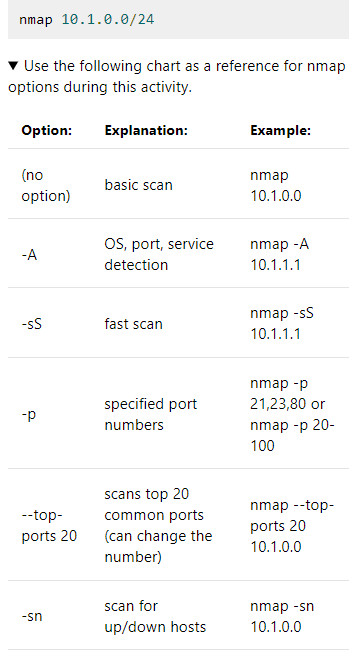 nmap 10.1.0.0/24
▼ Use the following chart as a reference for nmap
options during this activity.
Option: Explanation: Example:
(no
option)
basic scan
nmap
10.1.0.0
-A
OS, port, service
detection
nmap -A
10.1.1.1
-sS
fast scan
nmap -sS
10.1.1.1
-p
specified port
numbers
nmap -p
21,23,80 or
nmap -p 20-
100
--top-
ports 20
scans top 20
common ports
(can change the
number)
nmap --top-
ports 20
10.1.0.0
-sn
scan for
up/down hosts
nmap -sn
10.1.0.0